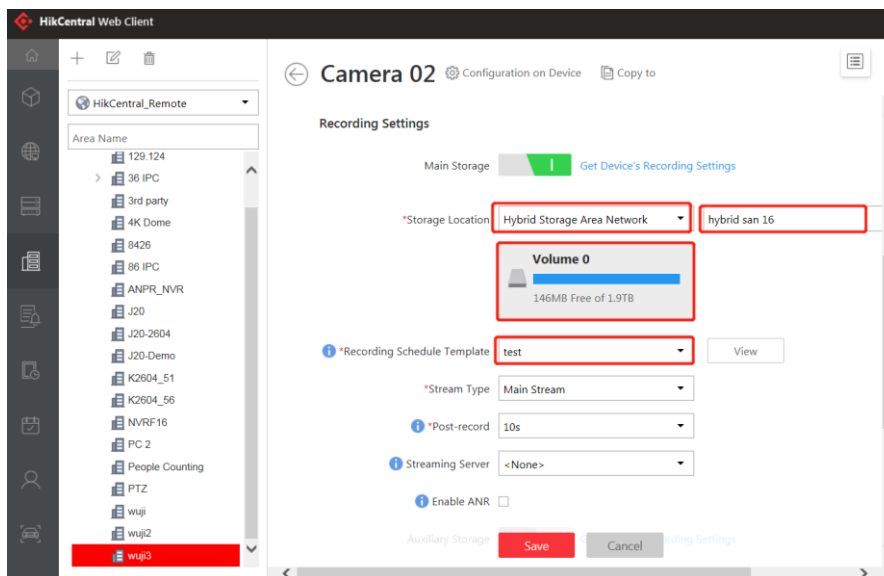 HikCentral Web Client
HikCentral_Remote
Area Name
129.124
36 IPC
3rd party
4K Dome
8426
86 IPC
ANPR_NVR
J20
J20-2604
J20-Demo
K2604_51
K2604_56
NVRF16
PC 2
People Counting
PTZ
wuji
wuji2
wuji3
Camera 02 Configuration on Device Copy to
Recording Settings
Main Storage Get Device's Recording Settings
*Storage Location Hybrid Storage Area Network hybrid san 16
Volume 0
146MB Free of 1.9TB
*Recording Schedule Template test View
*Stream Type Main Stream
*Post-record 10s
Streaming Server <None>
Enable ANR
Auxiliary Storage Recording Settings
Save Cancel